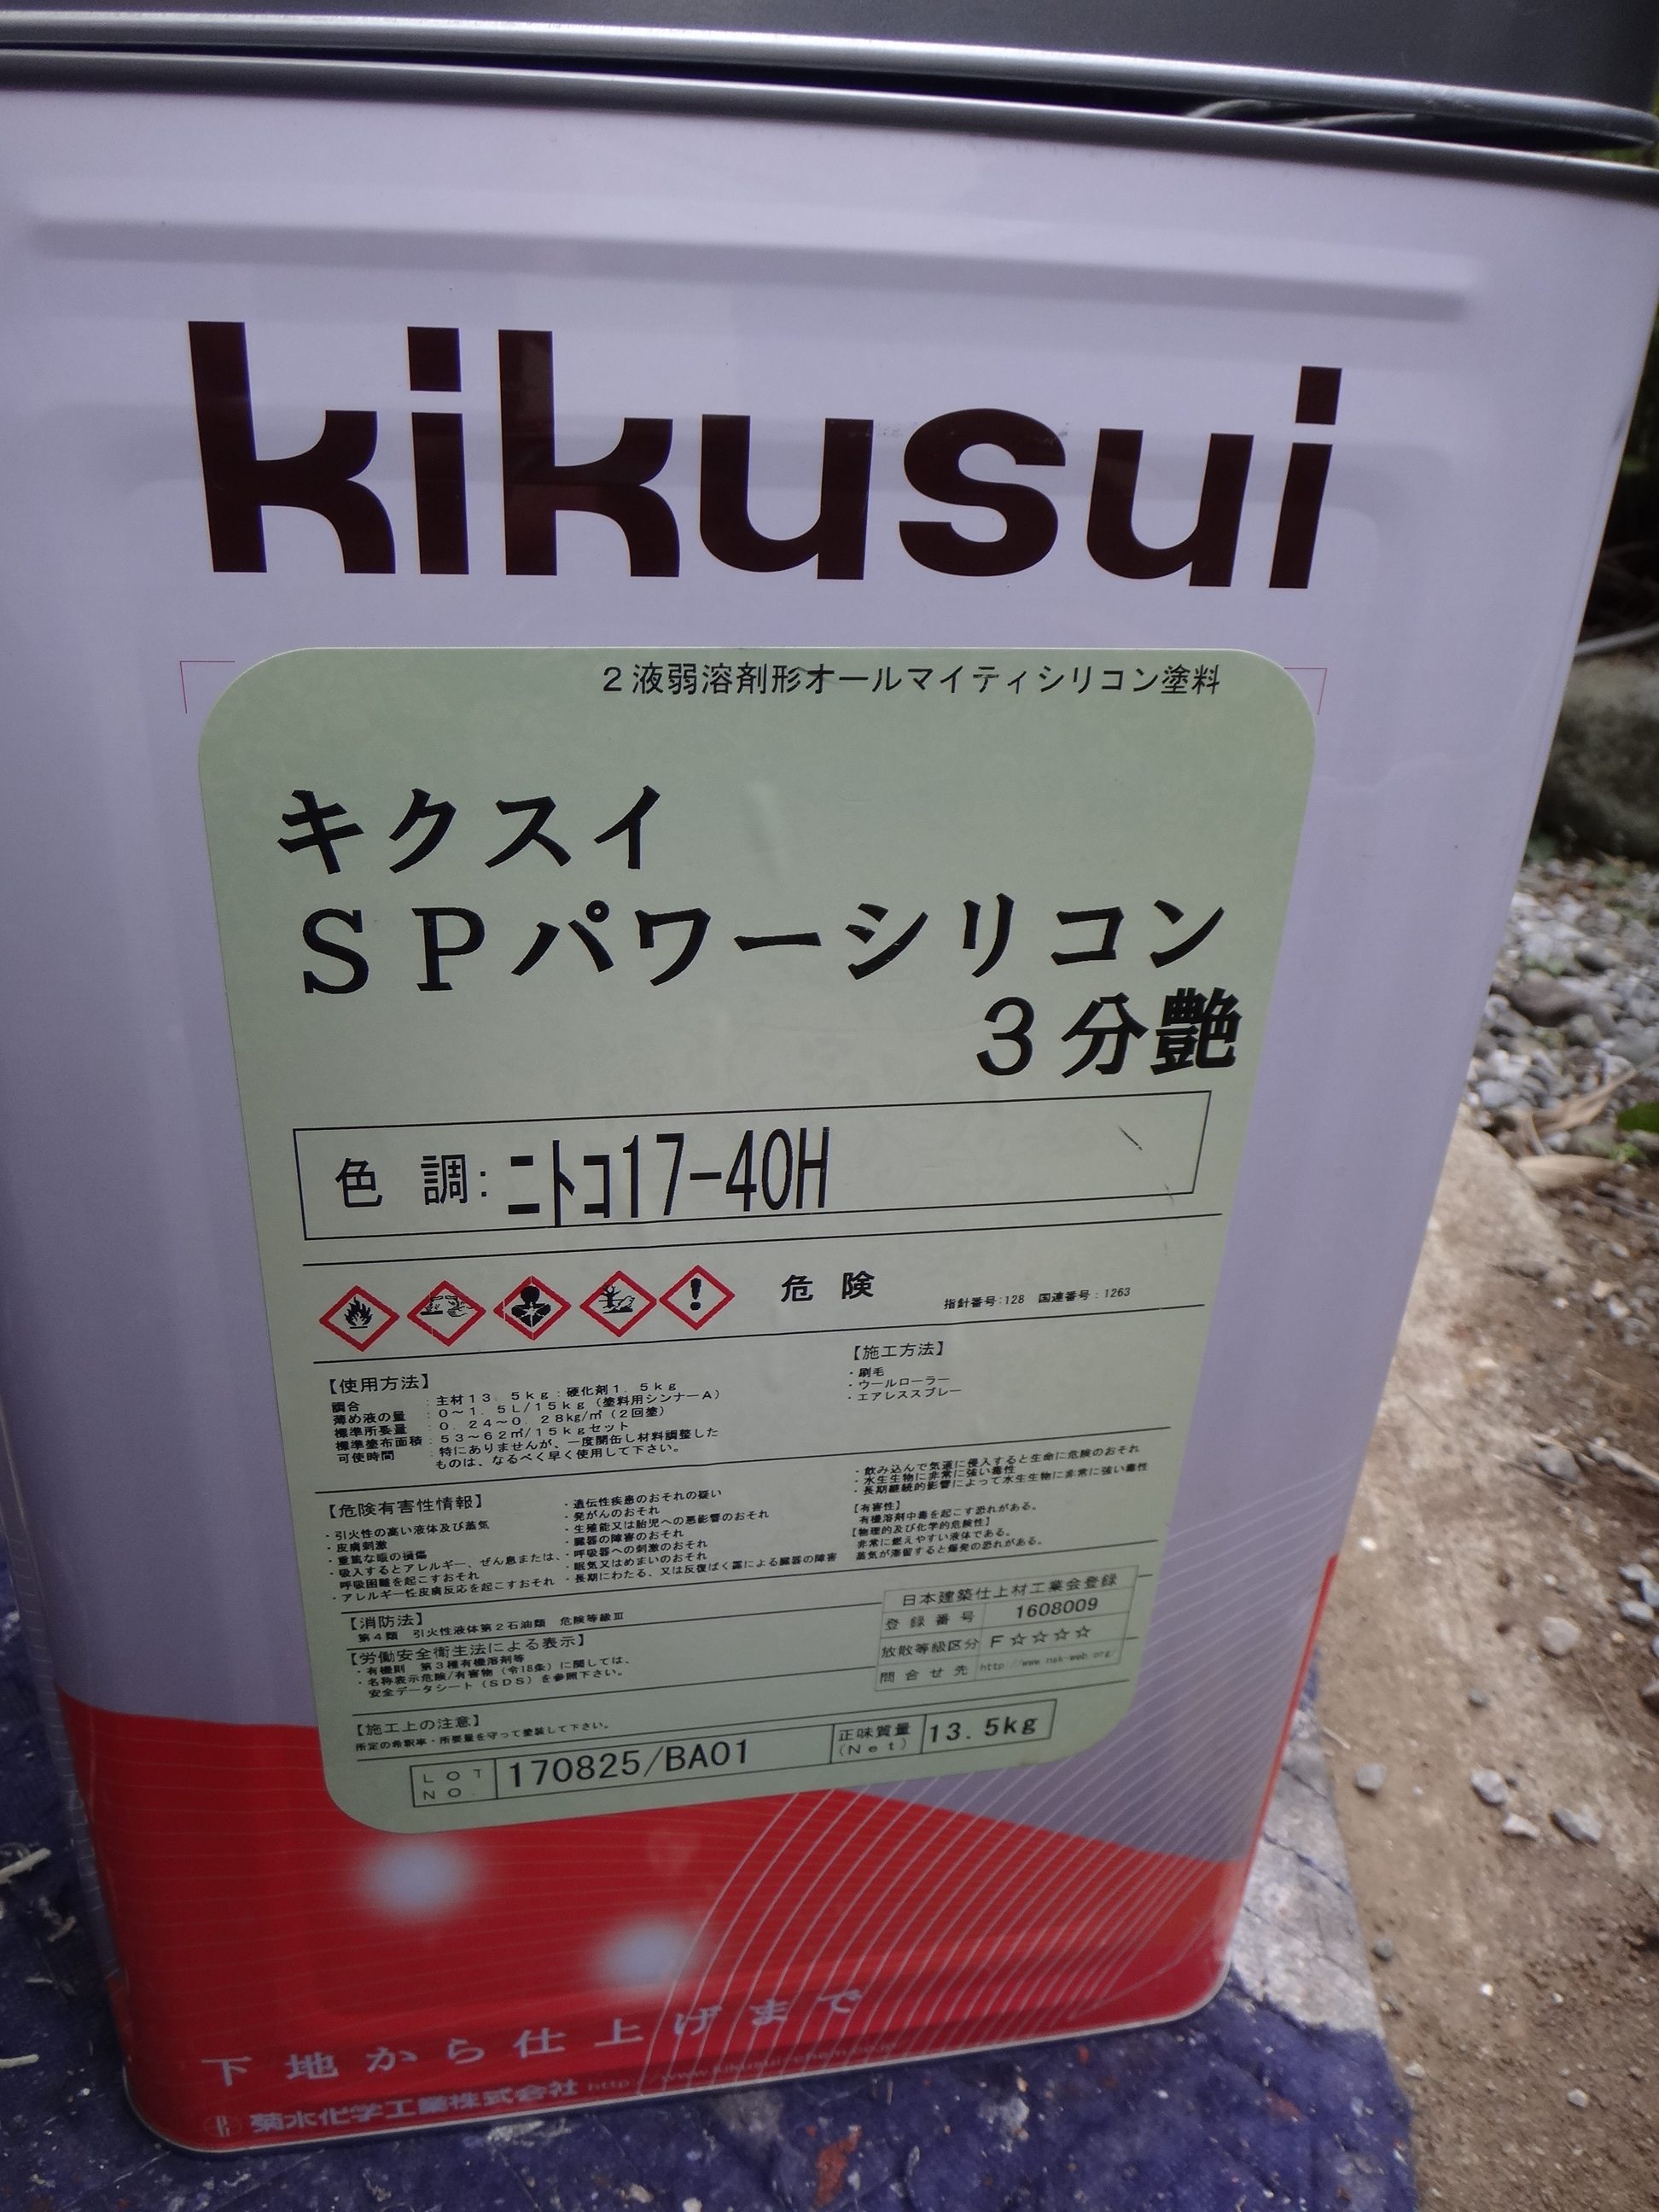 kikusui
2液弱溶剤形オールマイティシリコン塗料
キクスイ
SPパワーシリコン
3分艶
色 調:ニトコ17-40H
危険
指針番号:128 国連番号:1263
【使用方法】
調合 :主材13.5kg:硬化剤1.5kg
薄め液の量 :0~1.5L/15kg(塗料用シンナーA)
標準所要量 :0.24~0.28kg/㎡(2回塗)
標準塗布面積:53~62㎡/15kgセット
可使時間 :特にありませんが、一度開缶し材料調整した
ものは、なるべく早く使用して下さい。
【施工方法】
・刷毛
・ウールローラー
・エアレススプレー
【危険有害性情報】
・引火性の高い液体及び蒸気
・皮膚刺激
・重篤な眼の損傷
・吸入するとアレルギー、ぜん息または、
呼吸困難を起こすおそれ
・アレルギー性皮膚反応を起こすおそれ
・遺伝性疾患のおそれの疑い
・発がんのおそれ
・生殖能又は胎児への悪影響のおそれ
・臓器の障害のおそれ
・呼吸器への刺激のおそれ
・眠気又はめまいのおそれ
・長期にわたる、又は反復ばく露による臓器の障害
・飲み込んで気道に侵入すると生命に危険のおそれ
・水生生物に非常に強い毒性
・長期継続的影響によって水生生物に非常に強い毒性
【有害性】
有機溶剤中毒を起こす恐れがある。
【物理的及び化学的危険性】
非常に燃えやすい液体である。
蒸気が滞留すると爆発の恐れがある。
【消防法】
第4類 引火性液体第2石油類 危険等級Ⅲ
【労働安全衛生法による表示】
・有機則 第3種有機溶剤等
・名称表示危険/有害物(令18条)に関しては、
安全データシート(SDS)を参照下さい。
日本建築仕上材工業会登録
登録番号 1608009
放散等級区分 F☆☆☆☆
問合せ先 http://www.nsk-web.org/
【施工上の注意】
所定の希釈率・所要量を守って塗装して下さい。
LOT NO. 170825/BA01
正味質量(Net) 13.5kg
下地から仕上げまで
菊水化学工業株式会社 http://www.kikusui-chem.co.jp